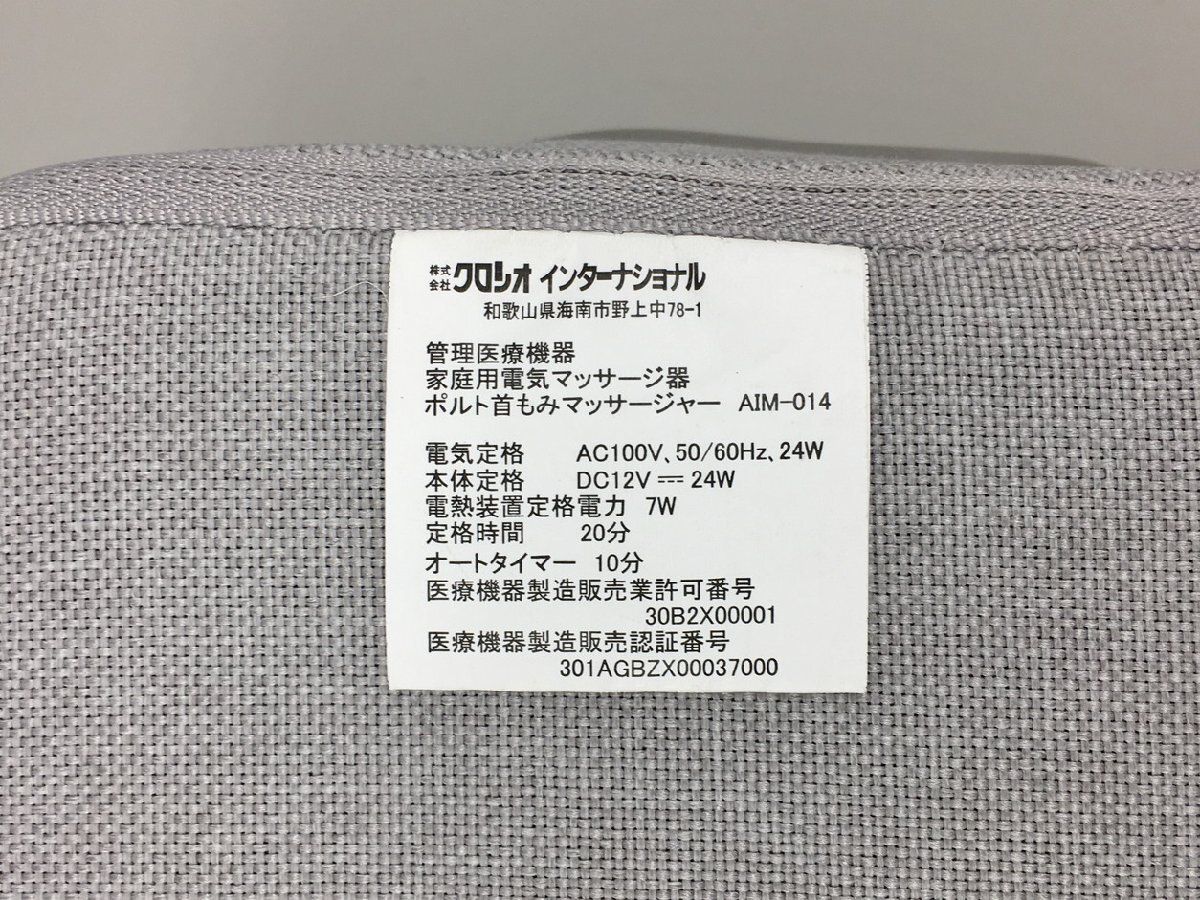 株式会社 クロシオ インターナショナル
和歌山県海南市野上中78-1
管理医療機器
家庭用電気マッサージ器
ポルト首もみマッサージャー AIM-014
電気定格 AC100V、50/60Hz、24W
本体定格 DC12V⎓24W
電熱装置定格電力 7W
定格時間 20分
オートタイマー 10分
医療機器製造販売業許可番号
30B2X00001
医療機器製造販売認証番号
301AGBZX00037000